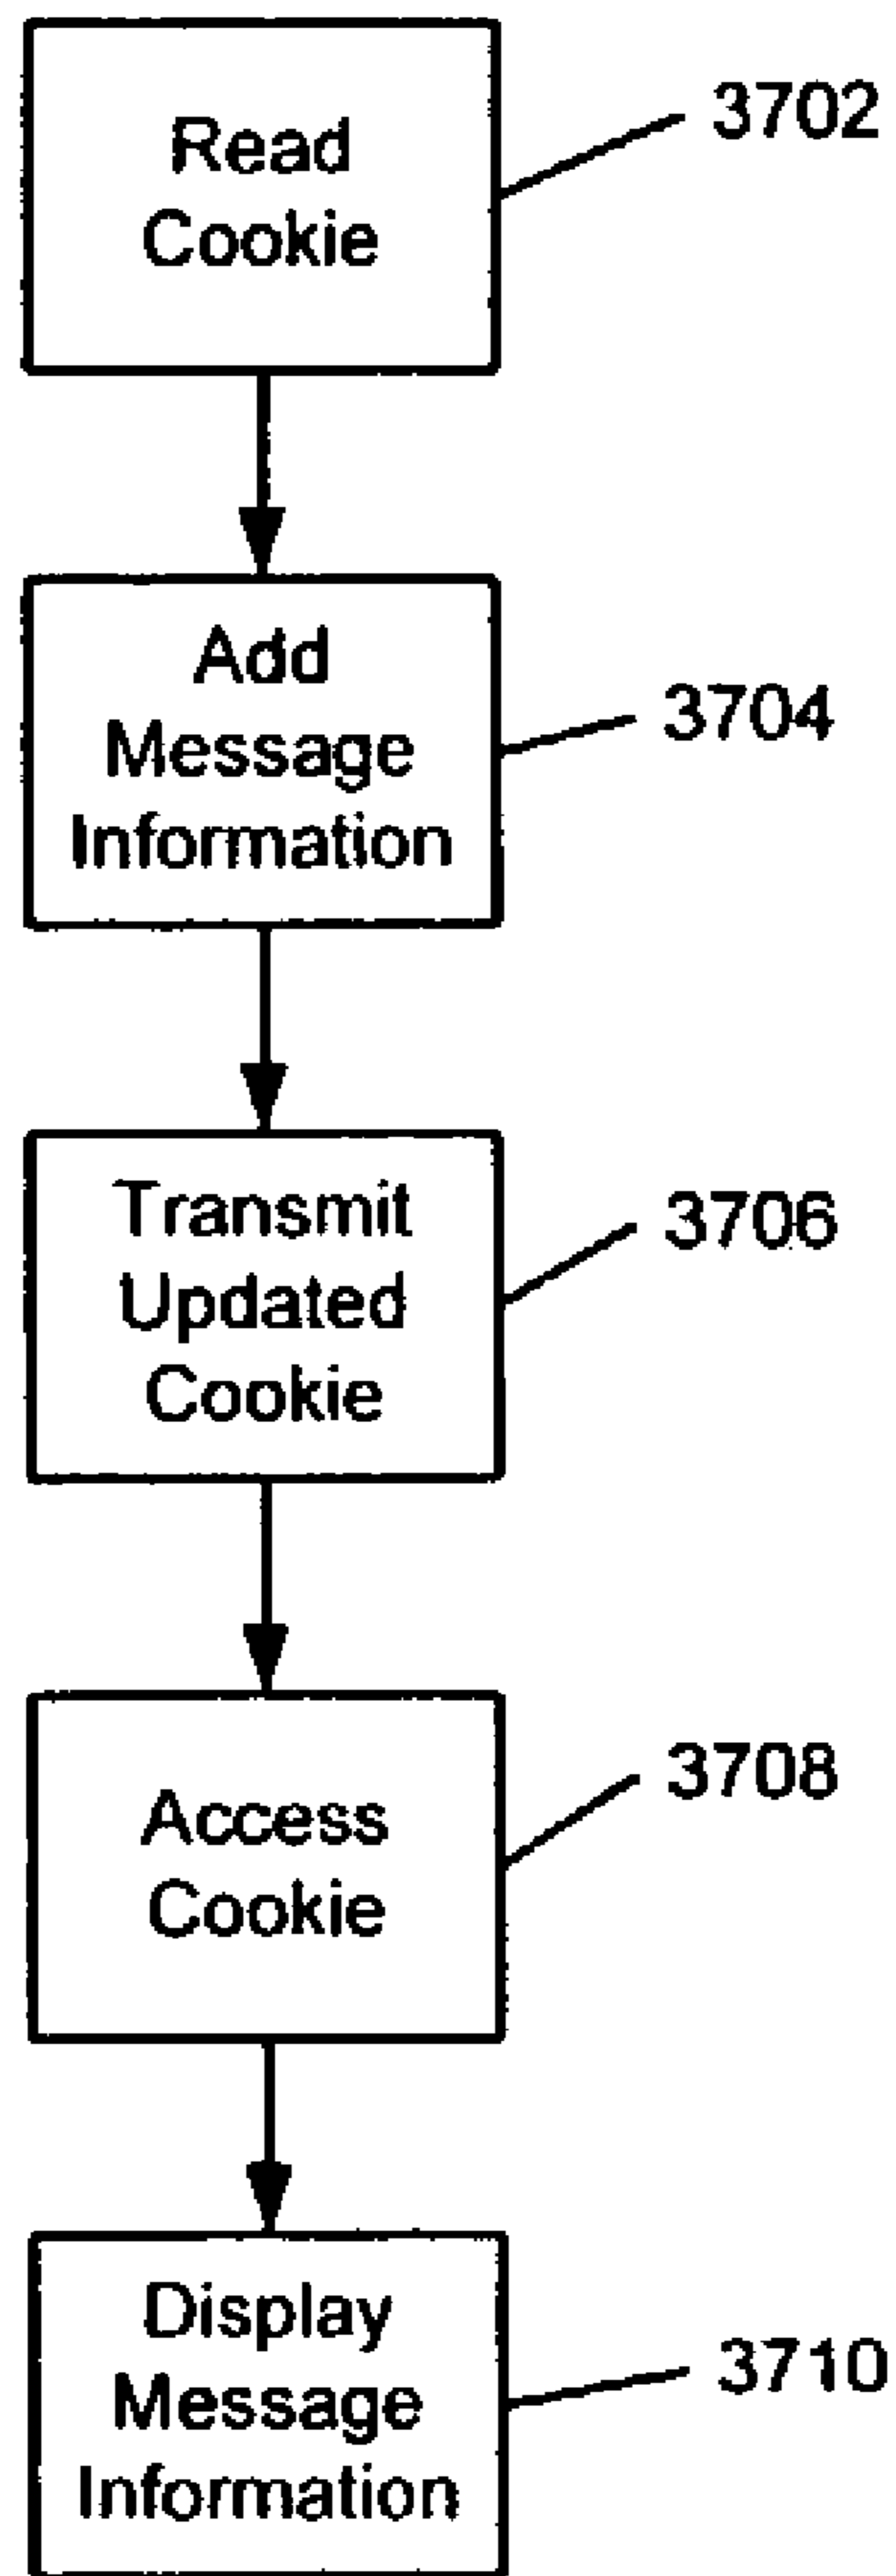 Read
Cookie
3702
Add
Message
Information
3704
Transmit
Updated
Cookie
3706
Access
Cookie
3708
Display
Message
Information
3710